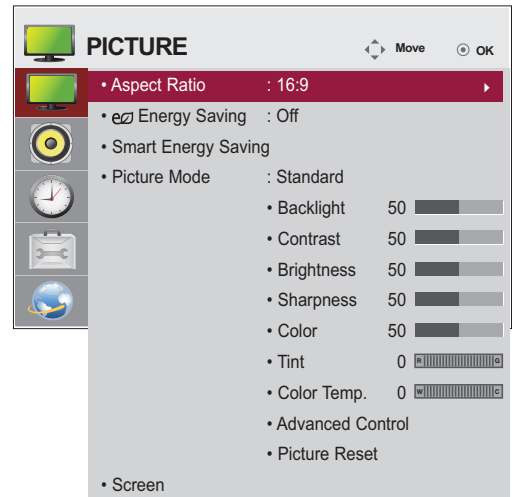 PICTURE Move OK
• Aspect Ratio : 16:9
• Energy Saving : Off
• Smart Energy Saving
• Picture Mode : Standard
• Backlight 50
• Contrast 50
• Brightness 50
• Sharpness 50
• Color 50
• Tint 0 R G
• Color Temp. 0 W C
• Advanced Control
• Picture Reset
• Screen